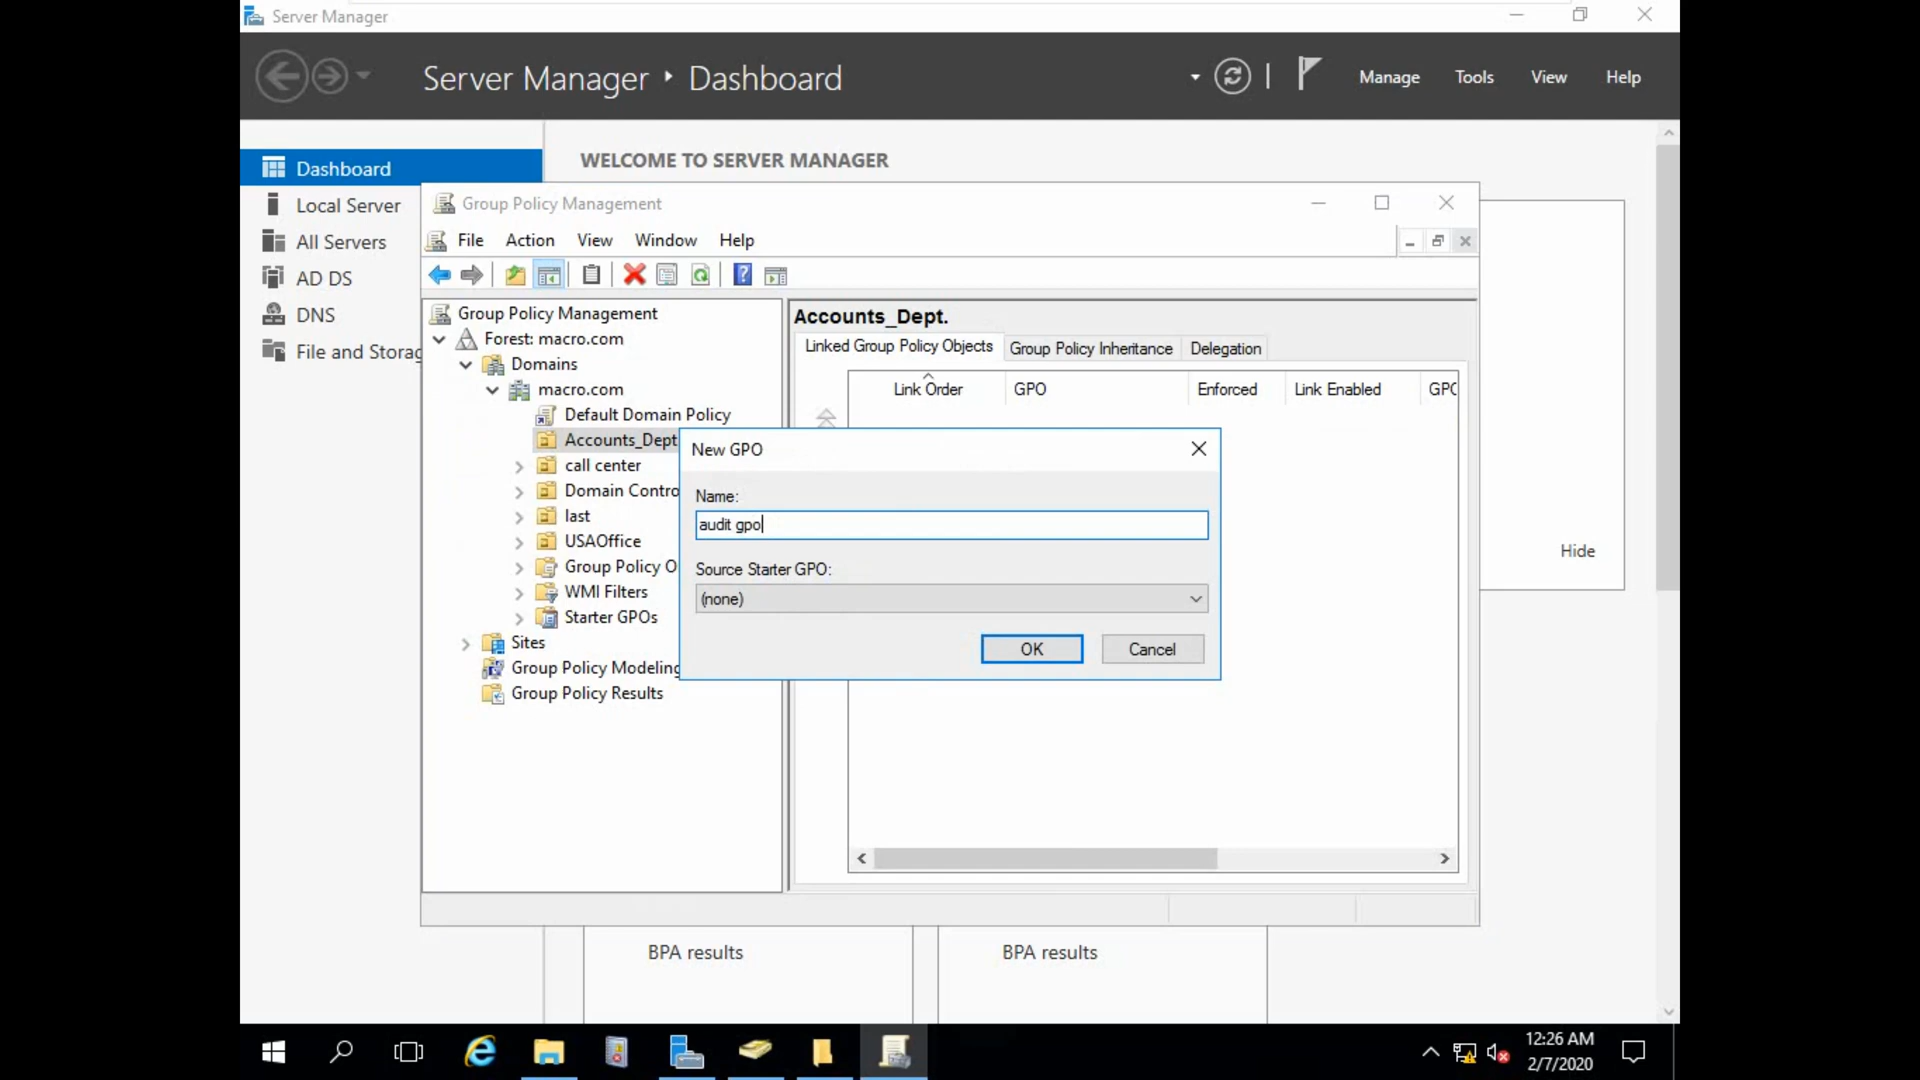 Server Manager
Server Manager Dashboard
Manage
Tools
View
Help
Dashboard
Local Server
All Servers
AD DS
DNS
File and Storag
WELCOME TO SERVER MANAGER
Hide
Group Policy Management
File
Action
View
Window
Help
Group Policy Management
Forest: macro.com
Domains
macro.com
Default Domain Policy
Accounts_Dept
call center
Domain Contro
last
USAOffice
Group Policy O
WMI Filters
Starter GPOs
Sites
Group Policy Modeling
Group Policy Results
Accounts_Dept.
Linked Group Policy Objects
Group Policy Inheritance
Delegation
Link Order
GPO
Enforced
Link Enabled
GPO
New GPO
Name:
audit gpo
Source Starter GPO:
(none)
OK
Cancel
BPA results
BPA results
12:26 AM
2/7/2020